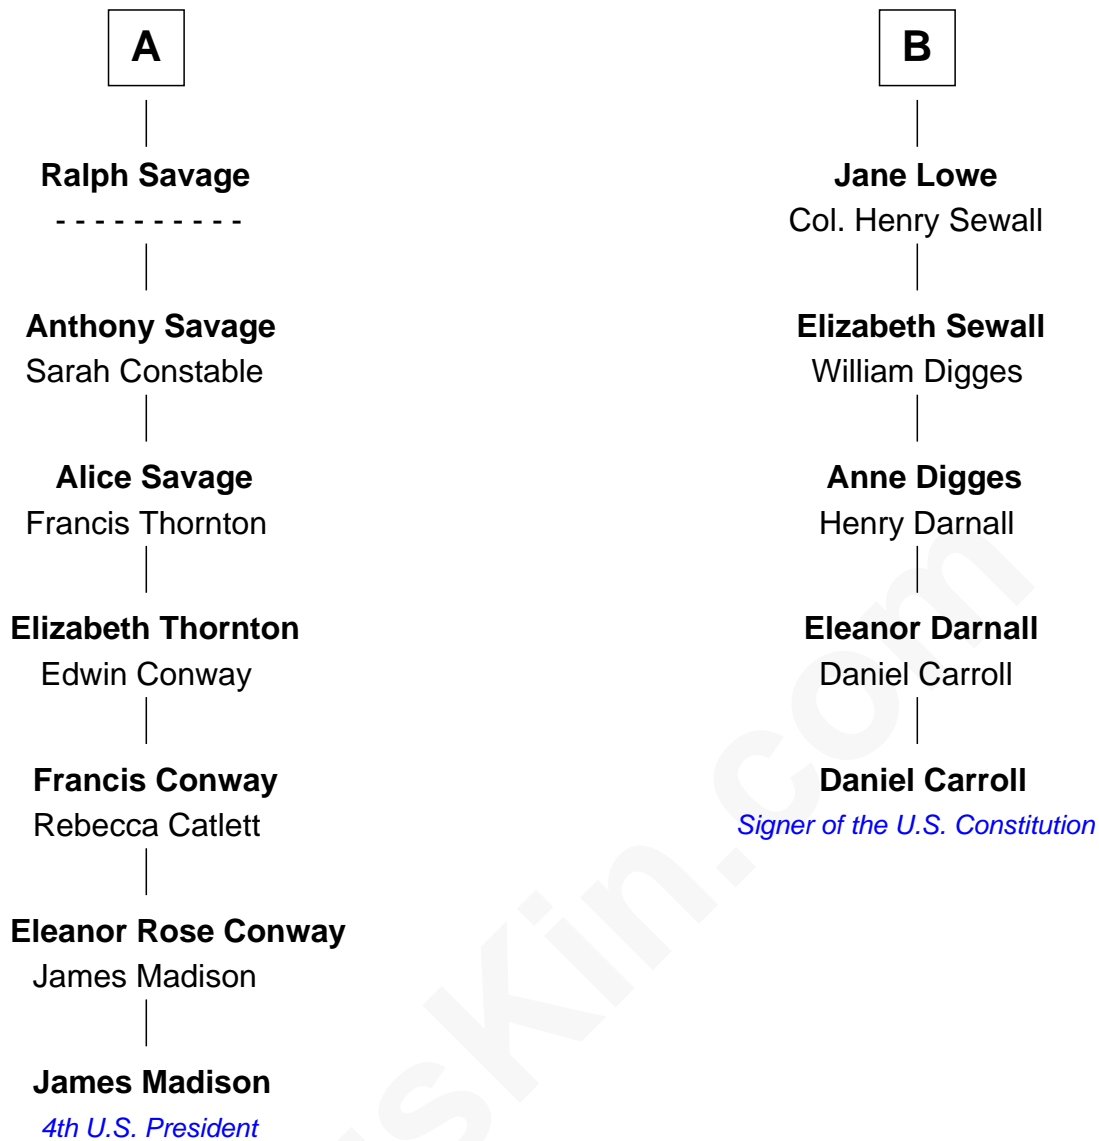 A
Ralph Savage
- - - - - - - - - -
Anthony Savage
Sarah Constable
Alice Savage
Francis Thornton
Elizabeth Thornton
Edwin Conway
Francis Conway
Rebecca Catlett
Eleanor Rose Conway
James Madison
James Madison
4th U.S. President
B
Jane Lowe
Col. Henry Sewall
Elizabeth Sewall
William Digges
Anne Digges
Henry Darnall
Eleanor Darnall
Daniel Carroll
Daniel Carroll
Signer of the U.S. Constitution
sKin.com